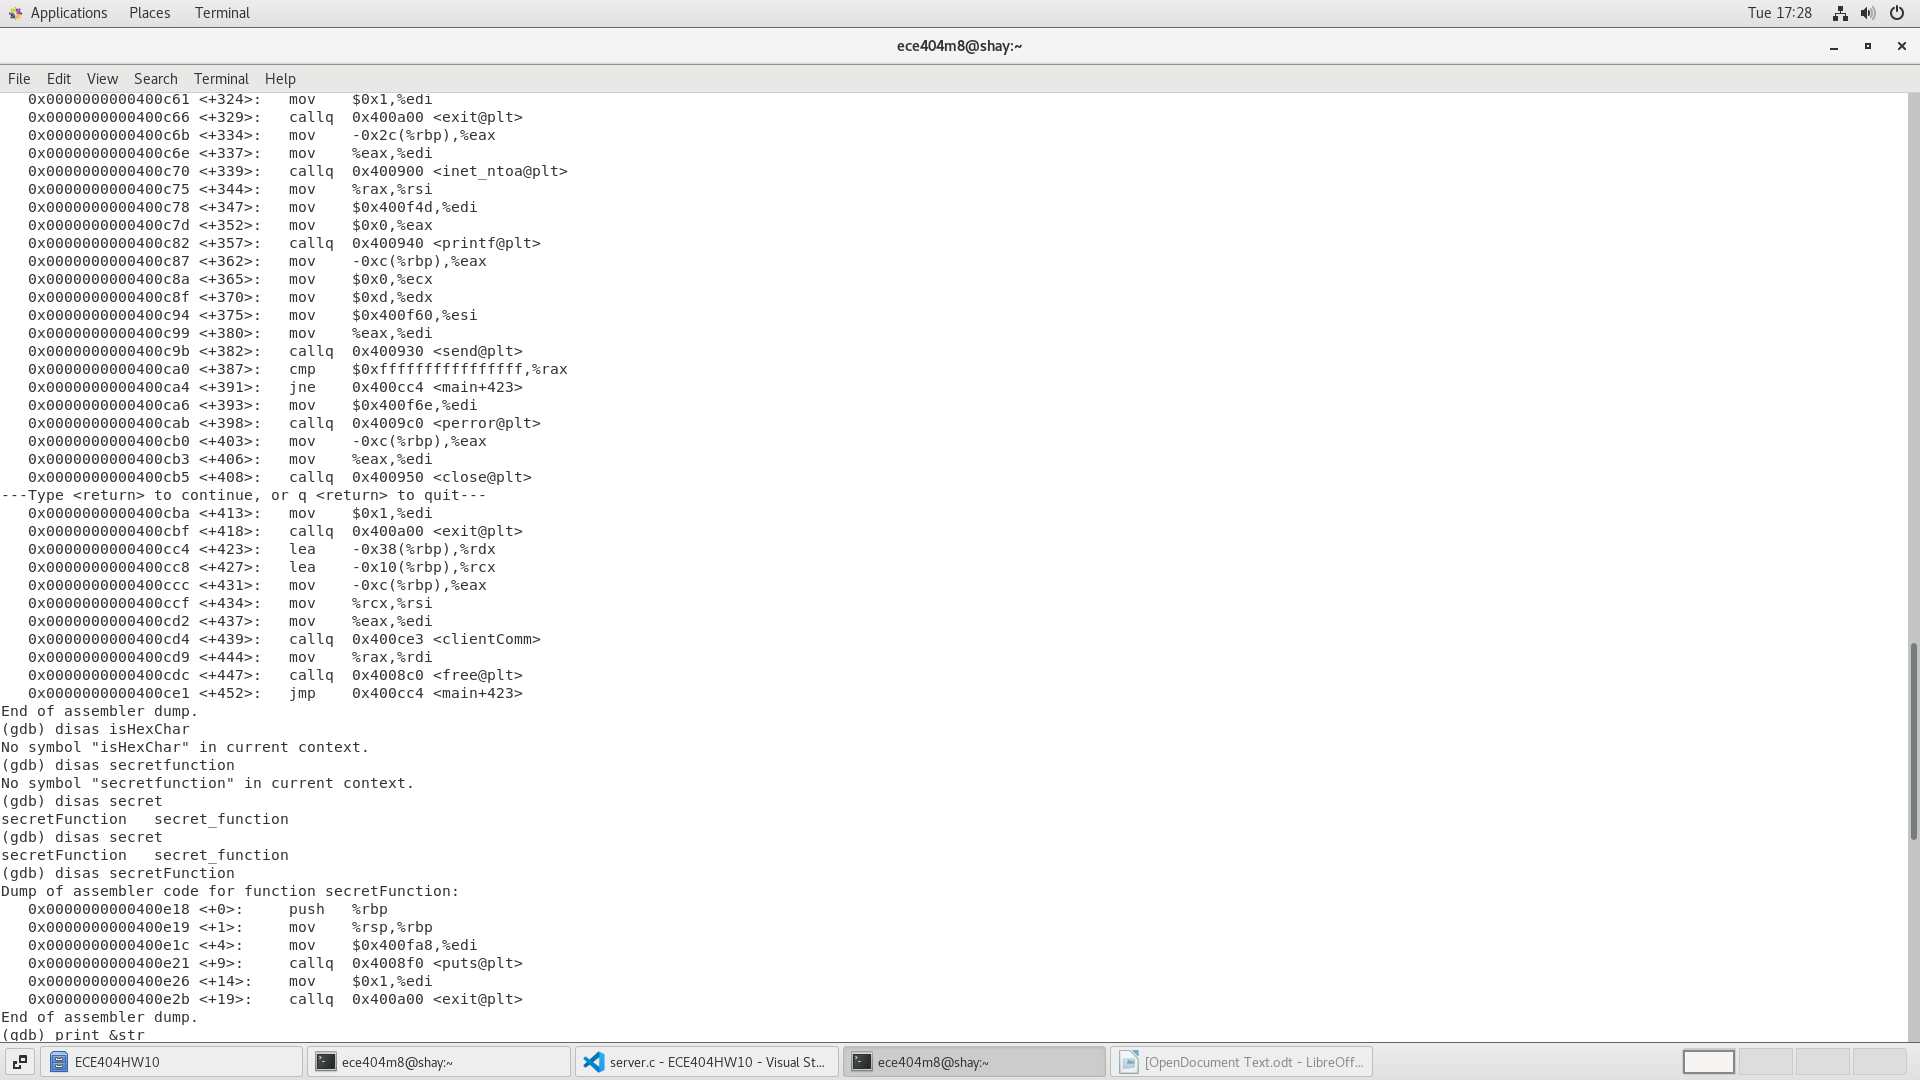 Applications Places Terminal Tue 17:28
ece404m8@shay:~
File Edit View Search Terminal Help
0x0000000000400c61 <+324>: mov $0x1,%edi
0x0000000000400c66 <+329>: callq 0x400a00 <exit@plt>
0x0000000000400c6b <+334>: mov -0x2c(%rbp),%eax
0x0000000000400c6e <+337>: mov %eax,%edi
0x0000000000400c70 <+339>: callq 0x400900 <inet_ntoa@plt>
0x0000000000400c75 <+344>: mov %rax,%rsi
0x0000000000400c78 <+347>: mov $0x400f4d,%edi
0x0000000000400c7d <+352>: mov $0x0,%eax
0x0000000000400c82 <+357>: callq 0x400940 <printf@plt>
0x0000000000400c87 <+362>: mov -0xc(%rbp),%eax
0x0000000000400c8a <+365>: mov $0x0,%ecx
0x0000000000400c8f <+370>: mov $0xd,%edx
0x0000000000400c94 <+375>: mov $0x400f60,%esi
0x0000000000400c99 <+380>: mov %eax,%edi
0x0000000000400c9b <+382>: callq 0x400930 <send@plt>
0x0000000000400ca0 <+387>: cmp $0xffffffffffffffff,%rax
0x0000000000400ca4 <+391>: jne 0x400cc4 <main+423>
0x0000000000400ca6 <+393>: mov $0x400f6e,%edi
0x0000000000400cab <+398>: callq 0x4009c0 <perror@plt>
0x0000000000400cb0 <+403>: mov -0xc(%rbp),%eax
0x0000000000400cb3 <+406>: mov %eax,%edi
0x0000000000400cb5 <+408>: callq 0x400950 <close@plt>
---Type <return> to continue, or q <return> to quit---
0x0000000000400cba <+413>: mov $0x1,%edi
0x0000000000400cbf <+418>: callq 0x400a00 <exit@plt>
0x0000000000400cc4 <+423>: lea -0x38(%rbp),%rdx
0x0000000000400cc8 <+427>: lea -0x10(%rbp),%rcx
0x0000000000400ccc <+431>: mov -0xc(%rbp),%eax
0x0000000000400ccf <+434>: mov %rcx,%rsi
0x0000000000400cd2 <+437>: mov %eax,%edi
0x0000000000400cd4 <+439>: callq 0x400ce3 <clientComm>
0x0000000000400cd9 <+444>: mov %rax,%rdi
0x0000000000400cdc <+447>: callq 0x4008c0 <free@plt>
0x0000000000400ce1 <+452>: jmp 0x400cc4 <main+423>
End of assembler dump.
(gdb) disas isHexChar
No symbol "isHexChar" in current context.
(gdb) disas secretfunction
No symbol "secretfunction" in current context.
(gdb) disas secret
secretFunction secret_function
(gdb) disas secret
secretFunction secret_function
(gdb) disas secretFunction
Dump of assembler code for function secretFunction:
0x0000000000400e18 <+0>: push %rbp
0x0000000000400e19 <+1>: mov %rsp,%rbp
0x0000000000400e1c <+4>: mov $0x400fa8,%edi
0x0000000000400e21 <+9>: callq 0x4008f0 <puts@plt>
0x0000000000400e26 <+14>: mov $0x1,%edi
0x0000000000400e2b <+19>: callq 0x400a00 <exit@plt>
End of assembler dump.
(gdb) print &str
ECE404HW10 ece404m8@shay:~ server.c - ECE404HW10 - Visual St... ece404m8@shay:~ [OpenDocument Text.odt - LibreOff...